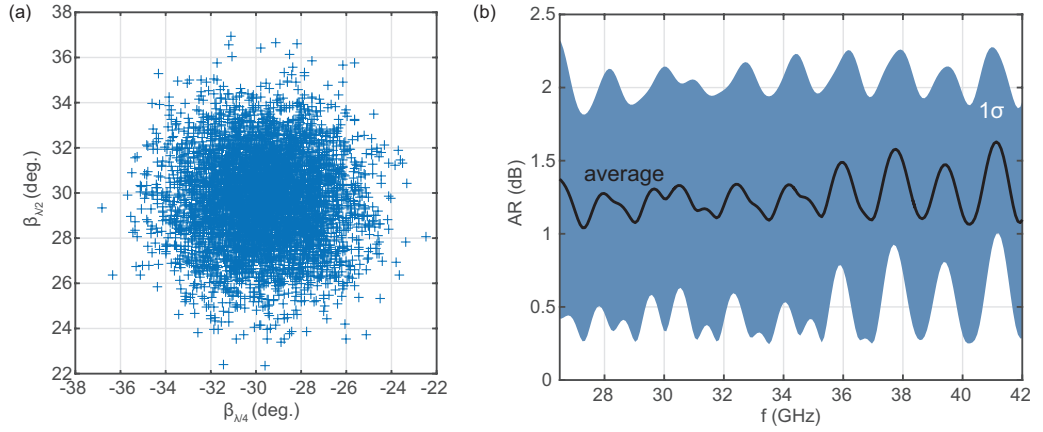 (a)
38
36
34
32
30
28
26
24
22
β_λ/2 (deg.)
-38 -36 -34 -32 -30 -28 -26 -24 -22
β_λ/4 (deg.)
(b)
2.5
2
1.5
1
0.5
0
AR (dB)
1σ
average
28 30 32 34 36 38 40 42
f (GHz)